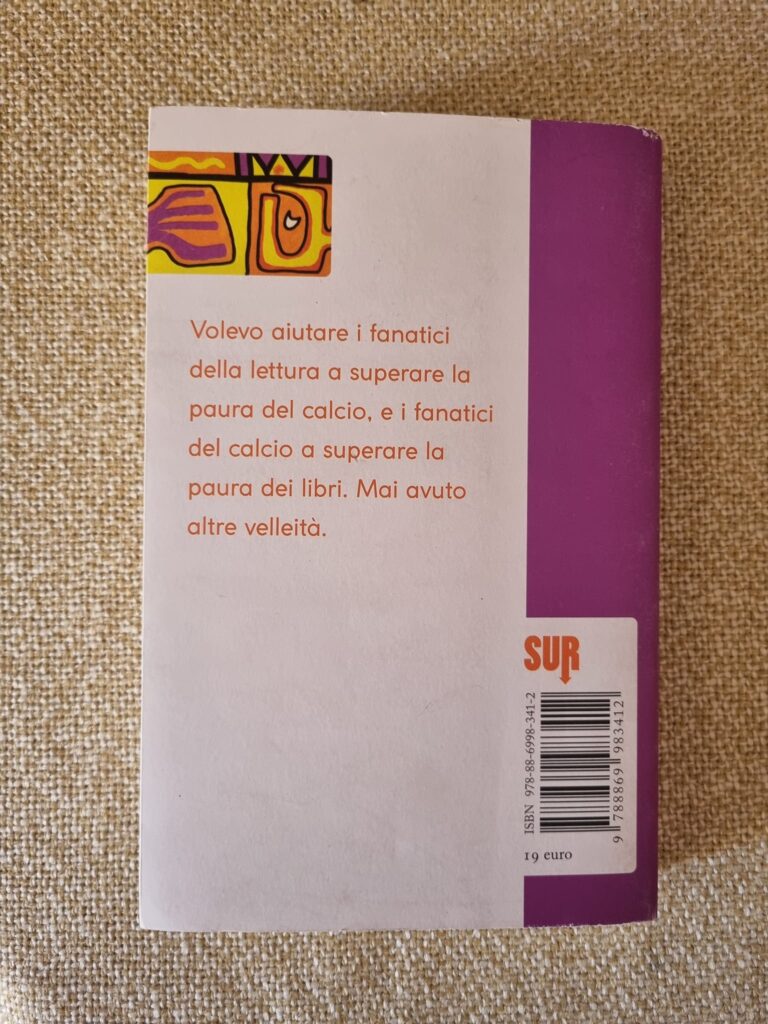 Volevo aiutare i fanatici
della lettura a superare la
paura del calcio, e i fanatici
del calcio a superare la
paura dei libri. Mai avuto
altre velleità.
SUR
ISBN 978-88-6998-341-2
9 788869 983412
19 euro